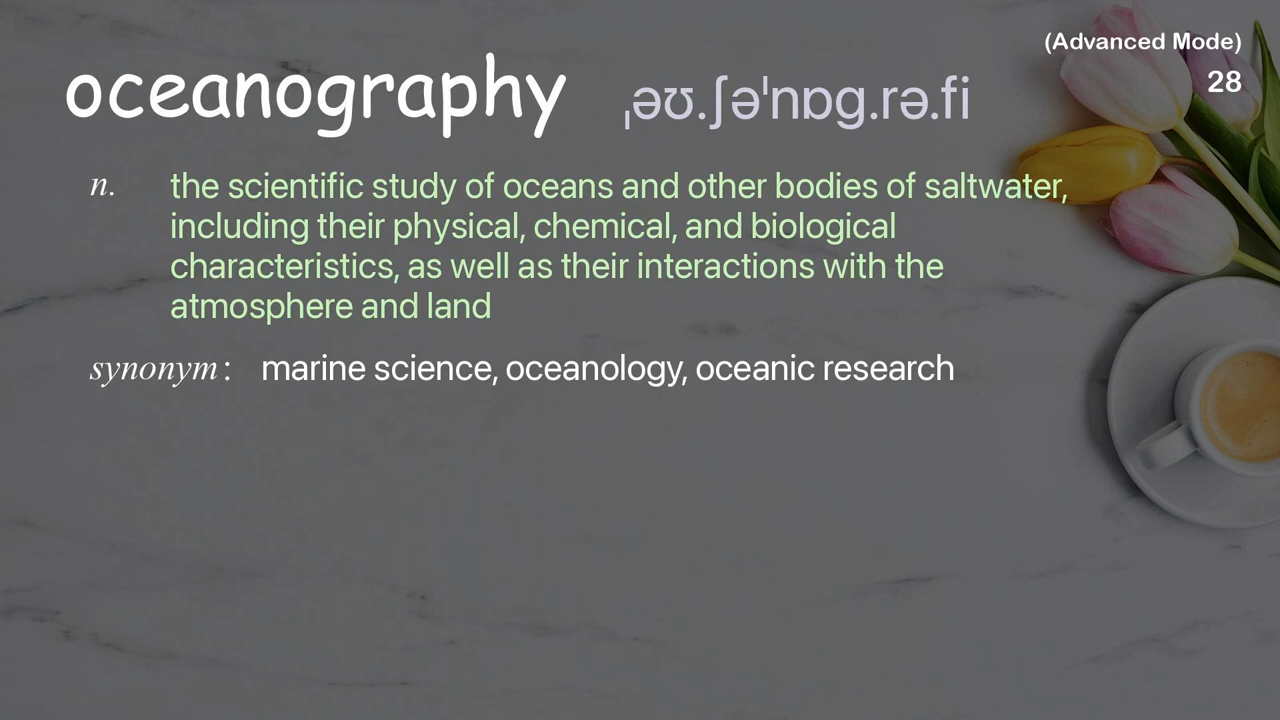 (Advanced Mode)
28
oceanography ˌəʊ.ʃəˈnɒg.rə.fi
n. the scientific study of oceans and other bodies of saltwater,
including their physical, chemical, and biological
characteristics, as well as their interactions with the
atmosphere and land
synonym: marine science, oceanology, oceanic research